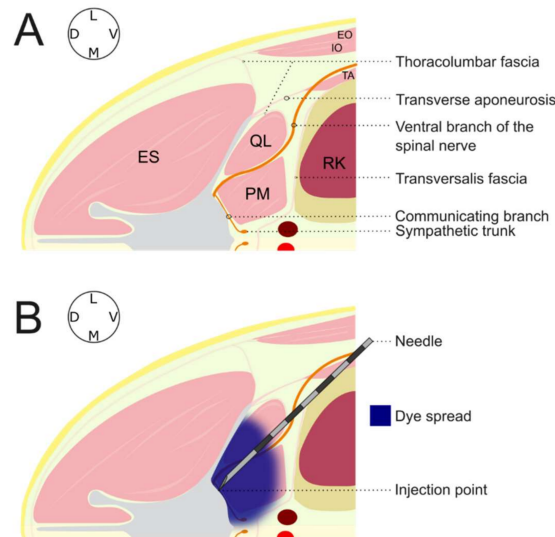 A
L
D V
M
EO
IO
TA
ES
QL
RK
PM
Thoracolumbar fascia
Transverse aponeurosis
Ventral branch of the
spinal nerve
Transversalis fascia
Communicating branch
Sympathetic trunk
B
L
D V
M
Needle
Dye spread
Injection point